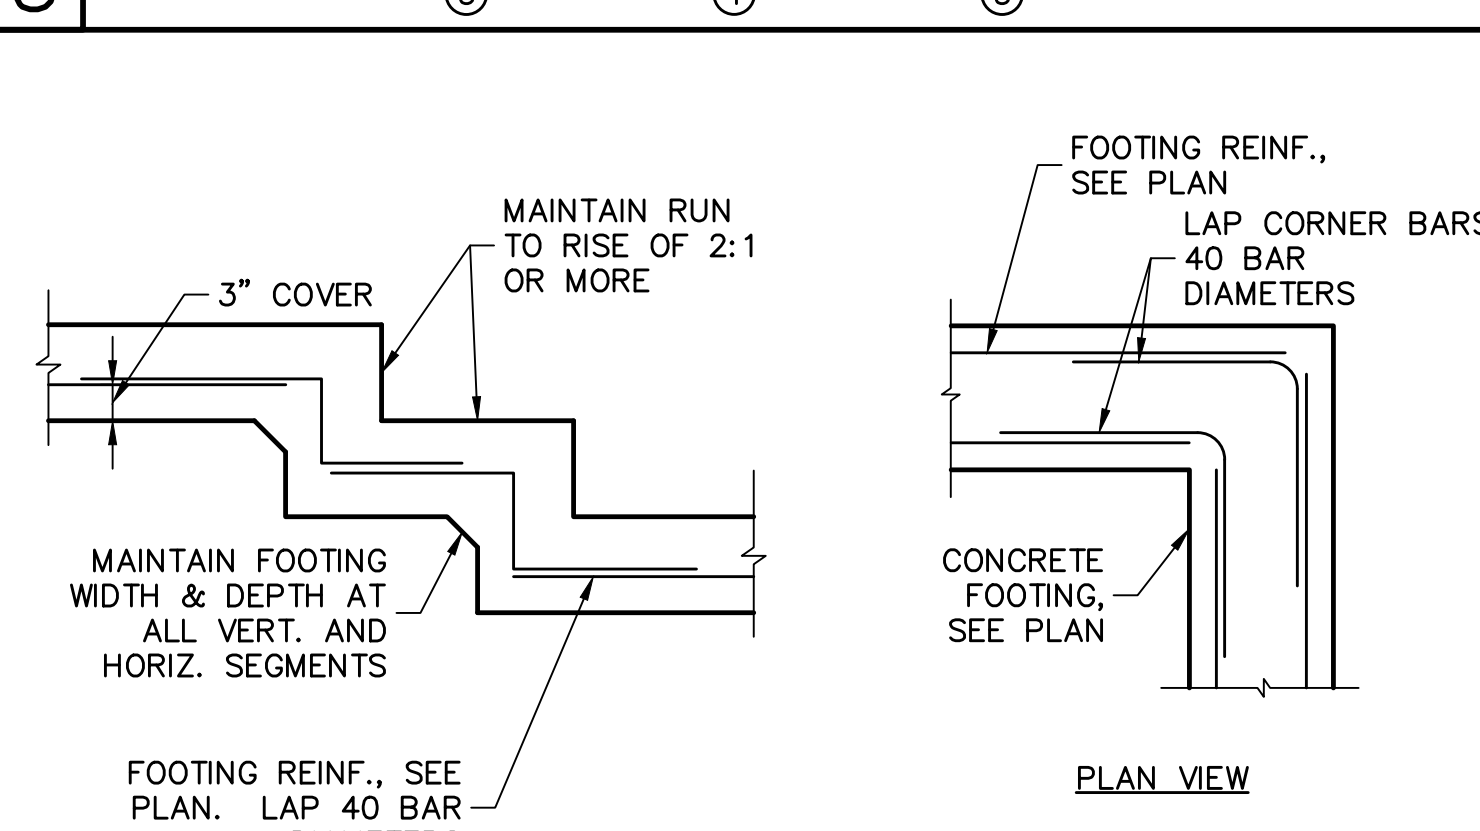 FOOTING REINF.,
SEE PLAN
LAP CORNER BARS
40 BAR
DIAMETERS
MAINTAIN RUN
TO RISE OF 2:1
OR MORE
3" COVER
MAINTAIN FOOTING
WIDTH & DEPTH AT
ALL VERT. AND
HORIZ. SEGMENTS
CONCRETE
FOOTING,
SEE PLAN
FOOTING REINF., SEE
PLAN. LAP 40 BAR
PLAN VIEW